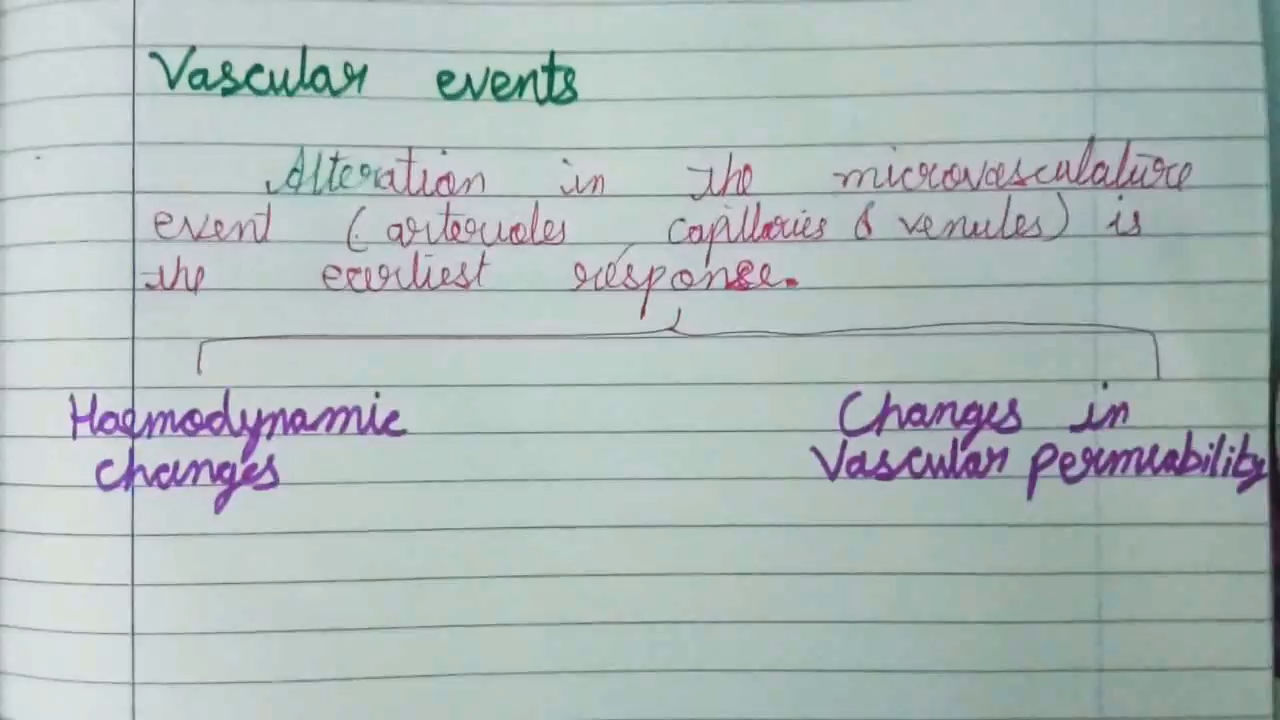 Vascular events
Alteration in the microvasculature
event (arterioles, capillaries & venules) is
the earliest response.
Haemodynamic
changes
Changes in
Vascular permeability